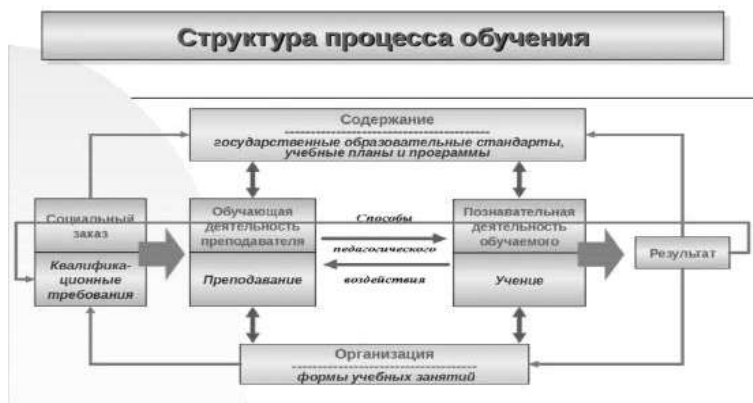 Структура процесса обучения
Содержание
государственные образовательные стандарты,
учебные планы и программы
Социальный
заказ
Квалифика-
ционные
требования
Обучающая
деятельность
преподавателя
Преподавание
Способы
педагогического
воздействия
Познавательная
деятельность
обучаемого
Учение
Результат
Организация
формы учебных занятий